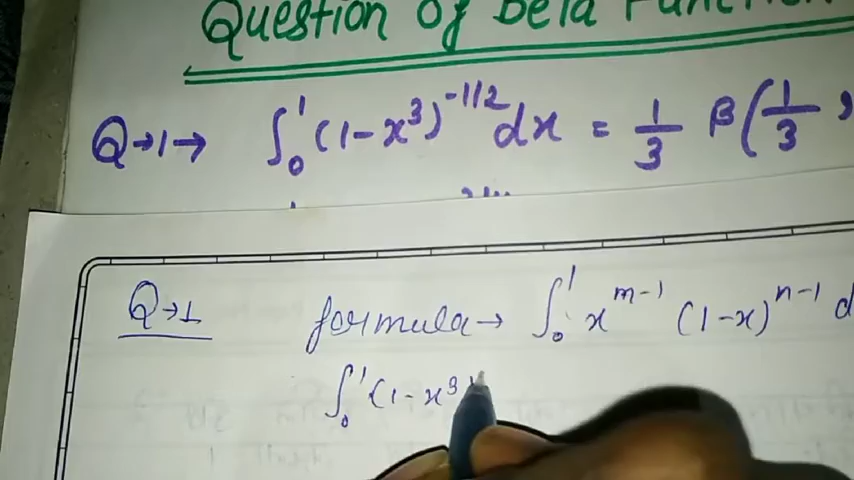 Question Of Beta Function
Q→1→ ∫₀¹ (1-x³)^-1/2 dx = 1/3 β(1/3,
Q→1 formula→ ∫₀¹ x^m-1 (1-x)^n-1 d
∫₀¹ (1-x³)